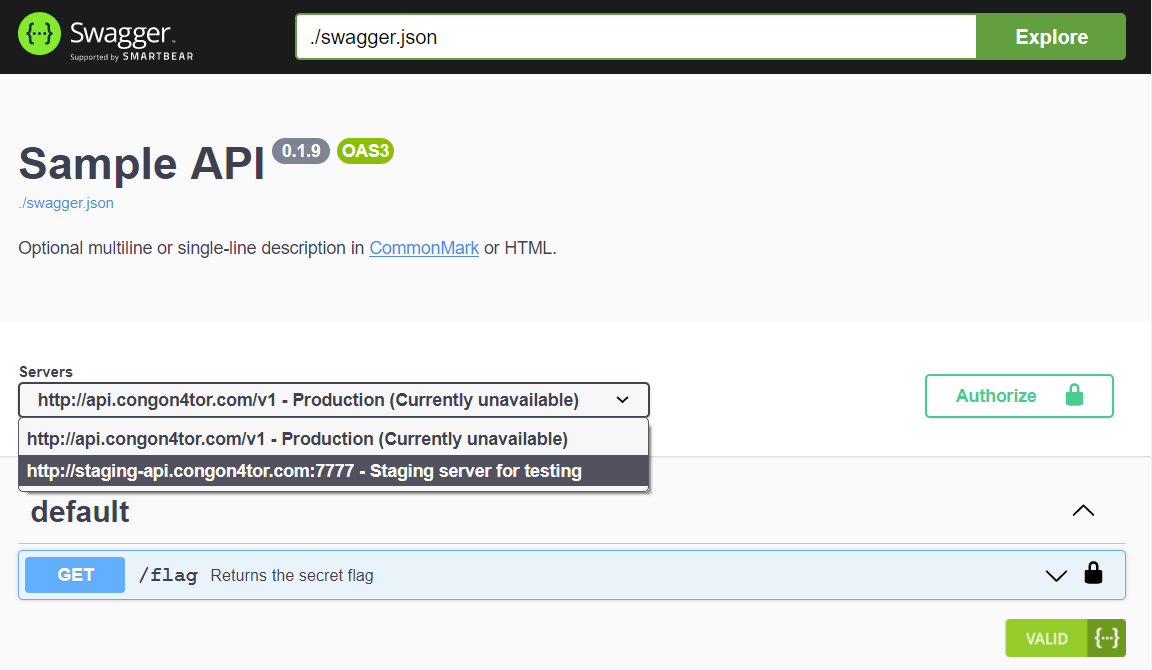 Swagger
Supported by SMARTBEAR
./swagger.json
Explore
Sample API 0.1.9 OAS3
./swagger.json
Optional multiline or single-line description in CommonMark or HTML.
Servers
http://api.congon4tor.com/v1 - Production (Currently unavailable)
Authorize
http://api.congon4tor.com/v1 - Production (Currently unavailable)
http://staging-api.congon4tor.com:7777 - Staging server for testing
default
GET /flag Returns the secret flag
VALID {···}